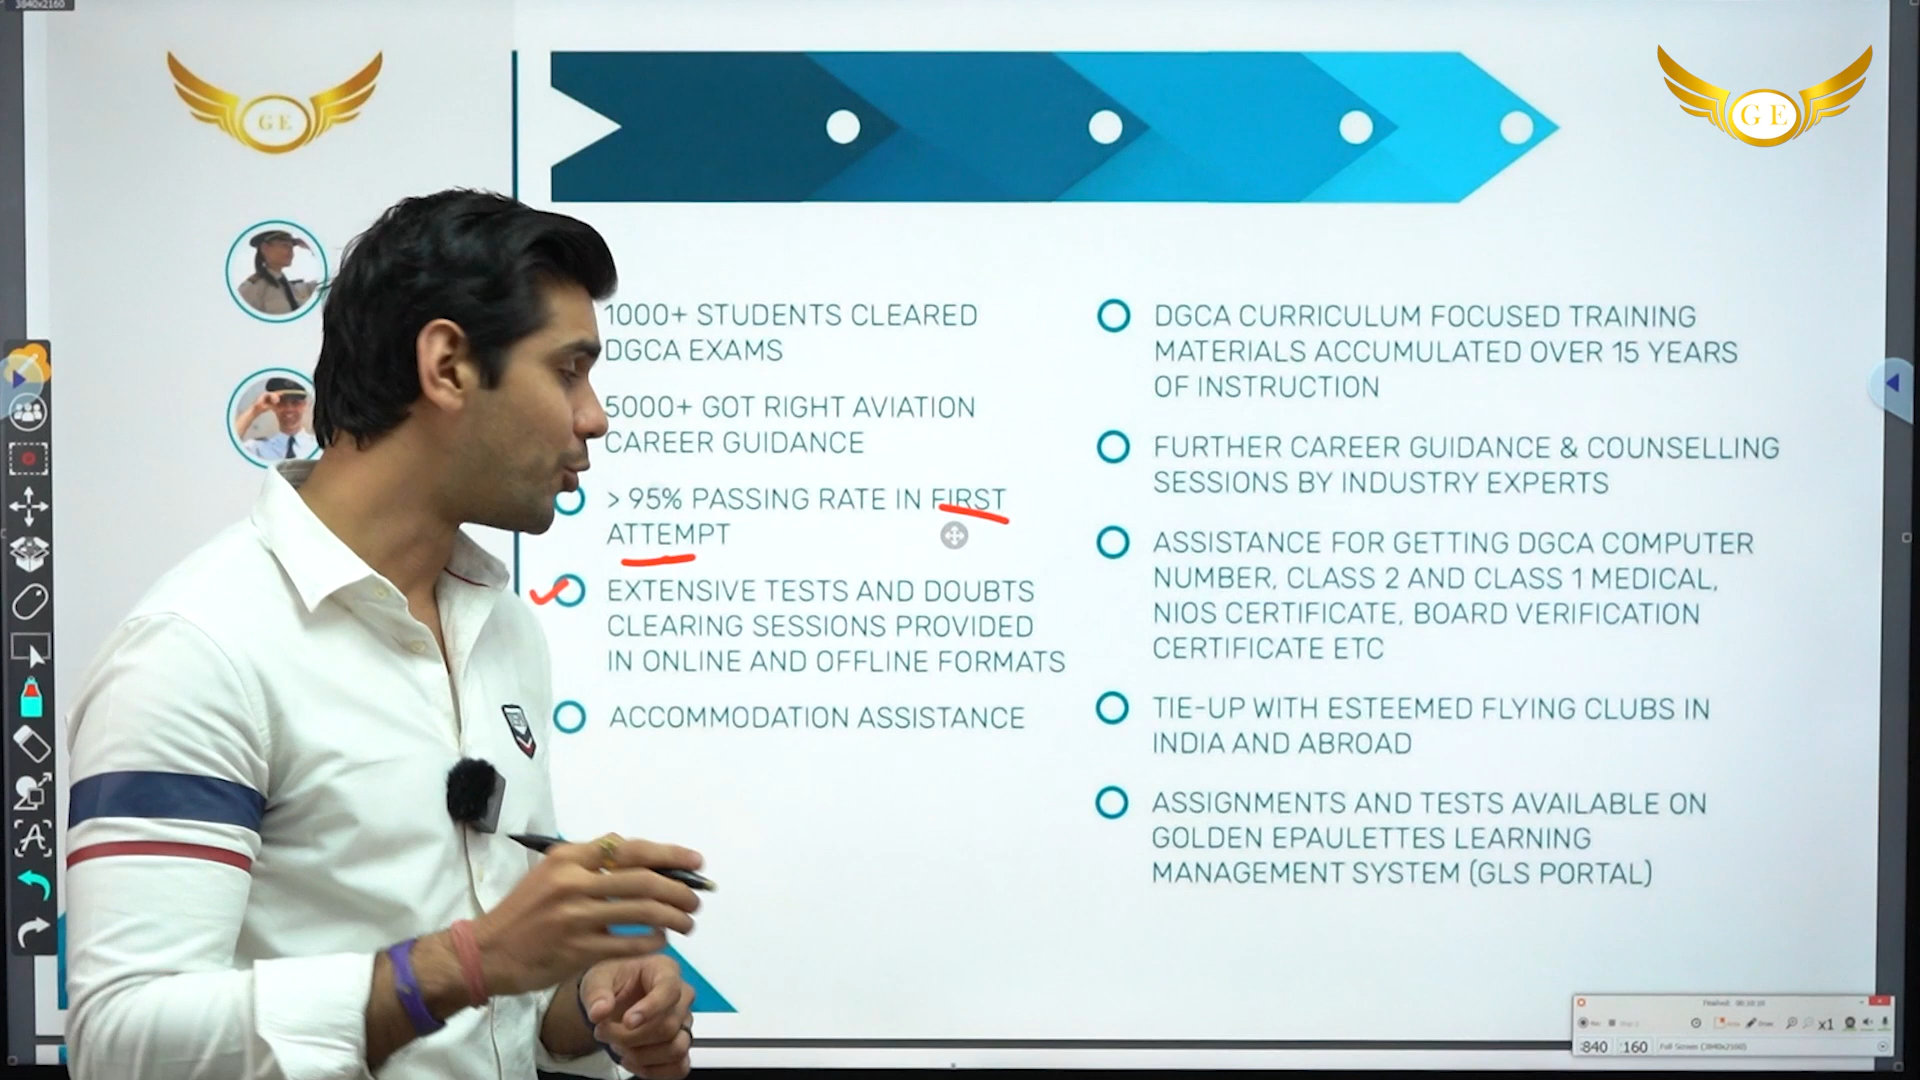 3840x2160
G E
G E
1000+ STUDENTS CLEARED
DGCA EXAMS
5000+ GOT RIGHT AVIATION
CAREER GUIDANCE
> 95% PASSING RATE IN FIRST
ATTEMPT
EXTENSIVE TESTS AND DOUBTS
CLEARING SESSIONS PROVIDED
IN ONLINE AND OFFLINE FORMATS
ACCOMMODATION ASSISTANCE
DGCA CURRICULUM FOCUSED TRAINING
MATERIALS ACCUMULATED OVER 15 YEARS
OF INSTRUCTION
FURTHER CAREER GUIDANCE & COUNSELLING
SESSIONS BY INDUSTRY EXPERTS
ASSISTANCE FOR GETTING DGCA COMPUTER
NUMBER, CLASS 2 AND CLASS 1 MEDICAL,
NIOS CERTIFICATE, BOARD VERIFICATION
CERTIFICATE ETC
TIE-UP WITH ESTEEMED FLYING CLUBS IN
INDIA AND ABROAD
ASSIGNMENTS AND TESTS AVAILABLE ON
GOLDEN EPAULETTES LEARNING
MANAGEMENT SYSTEM (GLS PORTAL)
x1
840 160 Full Screen (3840x2160)